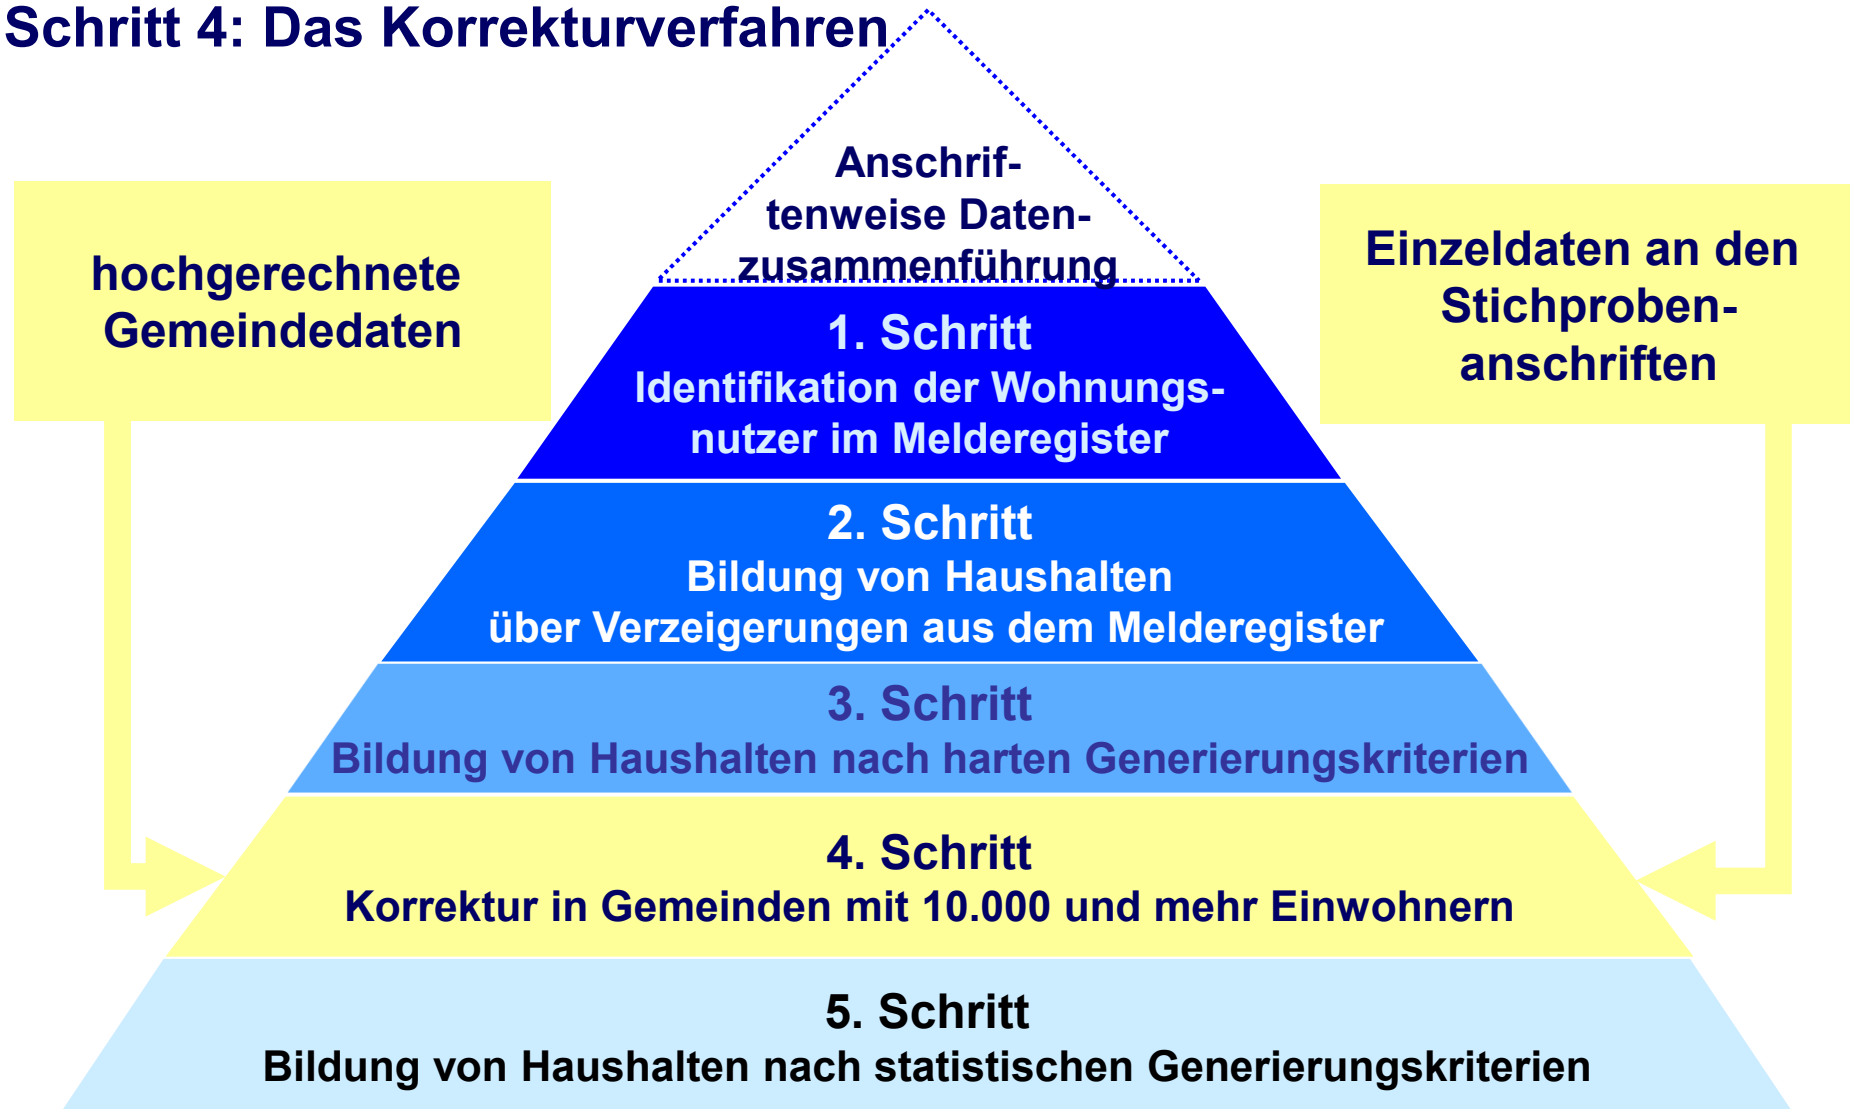 Schritt 4: Das Korrekturverfahren
Anschrif-
tenweise Daten-
zusammenführung
hochgerechnete
Gemeindedaten
Einzeldaten an den
Stichproben-
anschriften
1. Schritt
Identifikation der Wohnungs-
nutzer im Melderegister
2. Schritt
Bildung von Haushalten
über Verzeigerungen aus dem Melderegister
3. Schritt
Bildung von Haushalten nach harten Generierungskriterien
4. Schritt
Korrektur in Gemeinden mit 10.000 und mehr Einwohnern
5. Schritt
Bildung von Haushalten nach statistischen Generierungskriterien